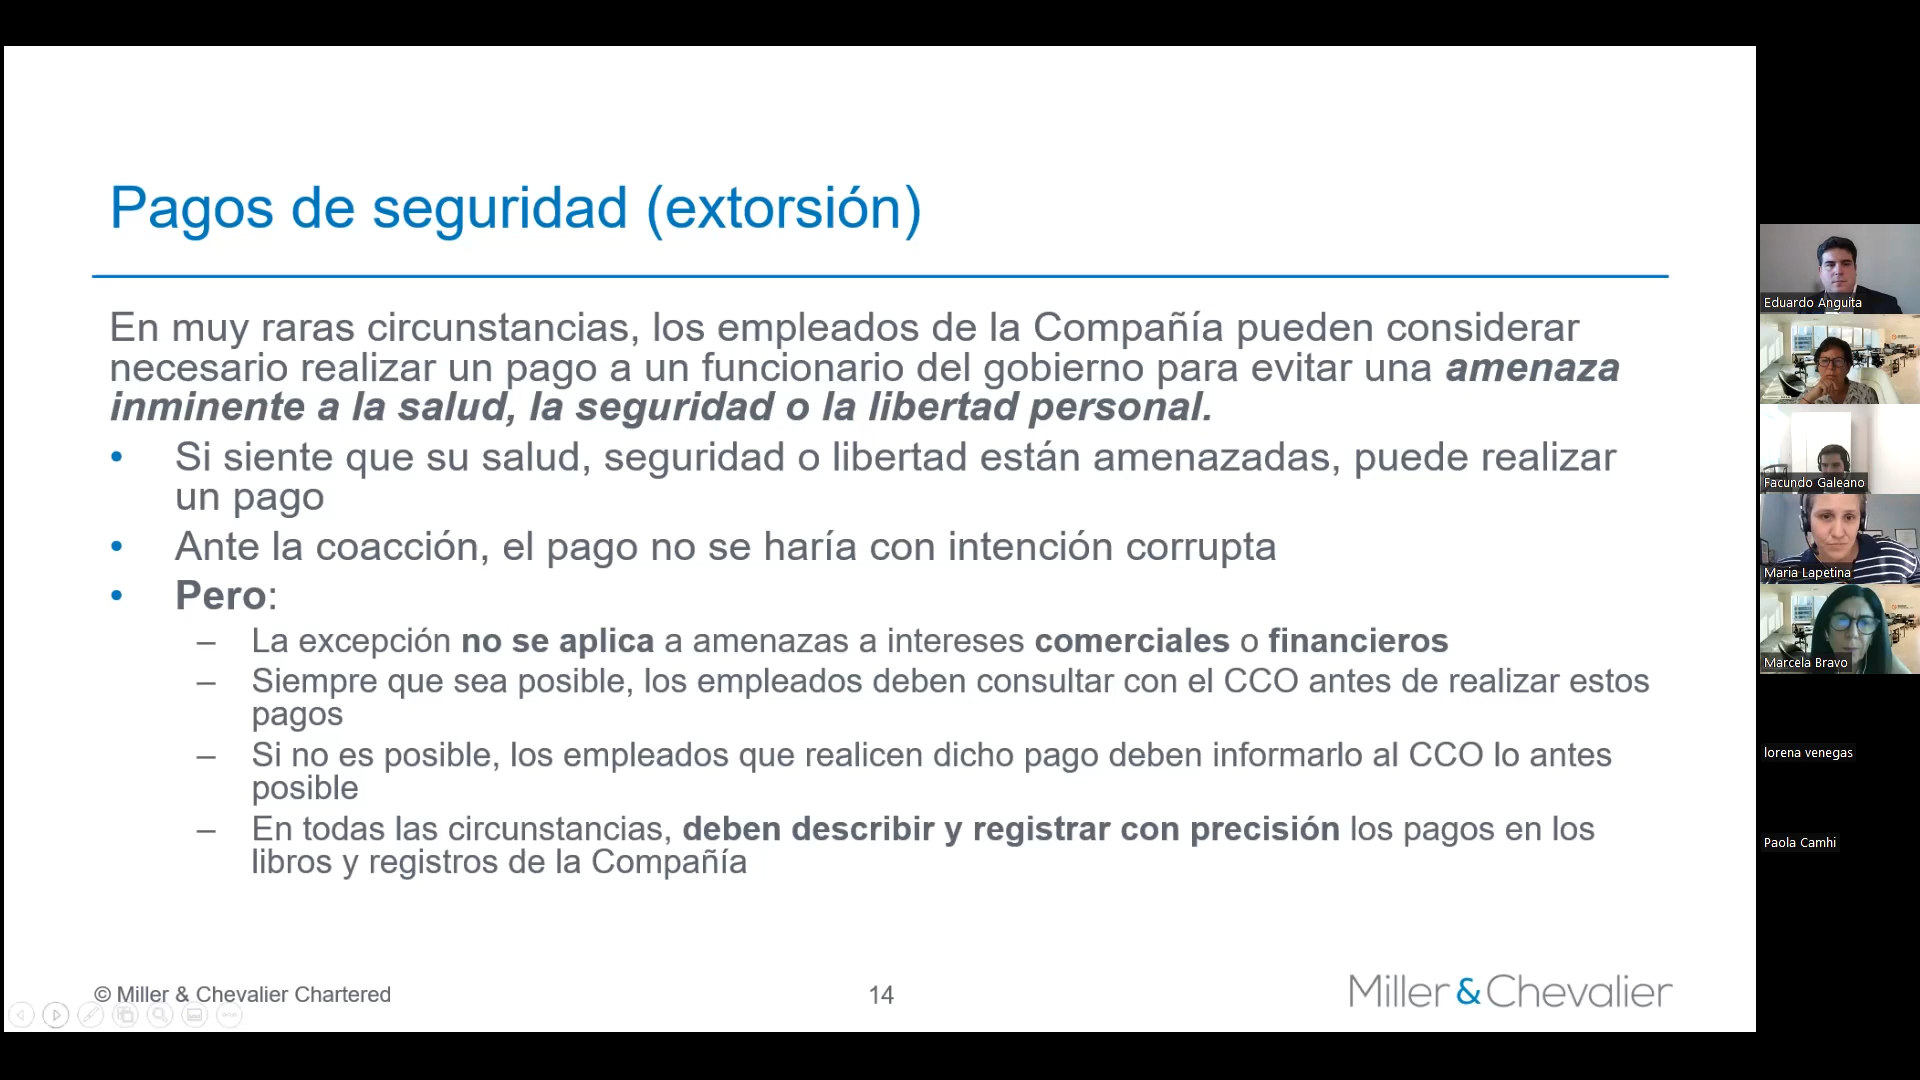 Pagos de seguridad (extorsión)
En muy raras circunstancias, los empleados de la Compañía pueden considerar
necesario realizar un pago a un funcionario del gobierno para evitar una amenaza
inminente a la salud, la seguridad o la libertad personal.
• Si siente que su salud, seguridad o libertad están amenazadas, puede realizar
un pago
• Ante la coacción, el pago no se haría con intención corrupta
• Pero:
– La excepción no se aplica a amenazas a intereses comerciales o financieros
– Siempre que sea posible, los empleados deben consultar con el CCO antes de realizar estos
pagos
– Si no es posible, los empleados que realicen dicho pago deben informarlo al CCO lo antes
posible
– En todas las circunstancias, deben describir y registrar con precisión los pagos en los
libros y registros de la Compañía
© Miller & Chevalier Chartered
14
Miller & Chevalier
Eduardo Anguita
Facundo Galeano
Maria Lapetina
Marcela Bravo
lorena venegas
Paola Camhi